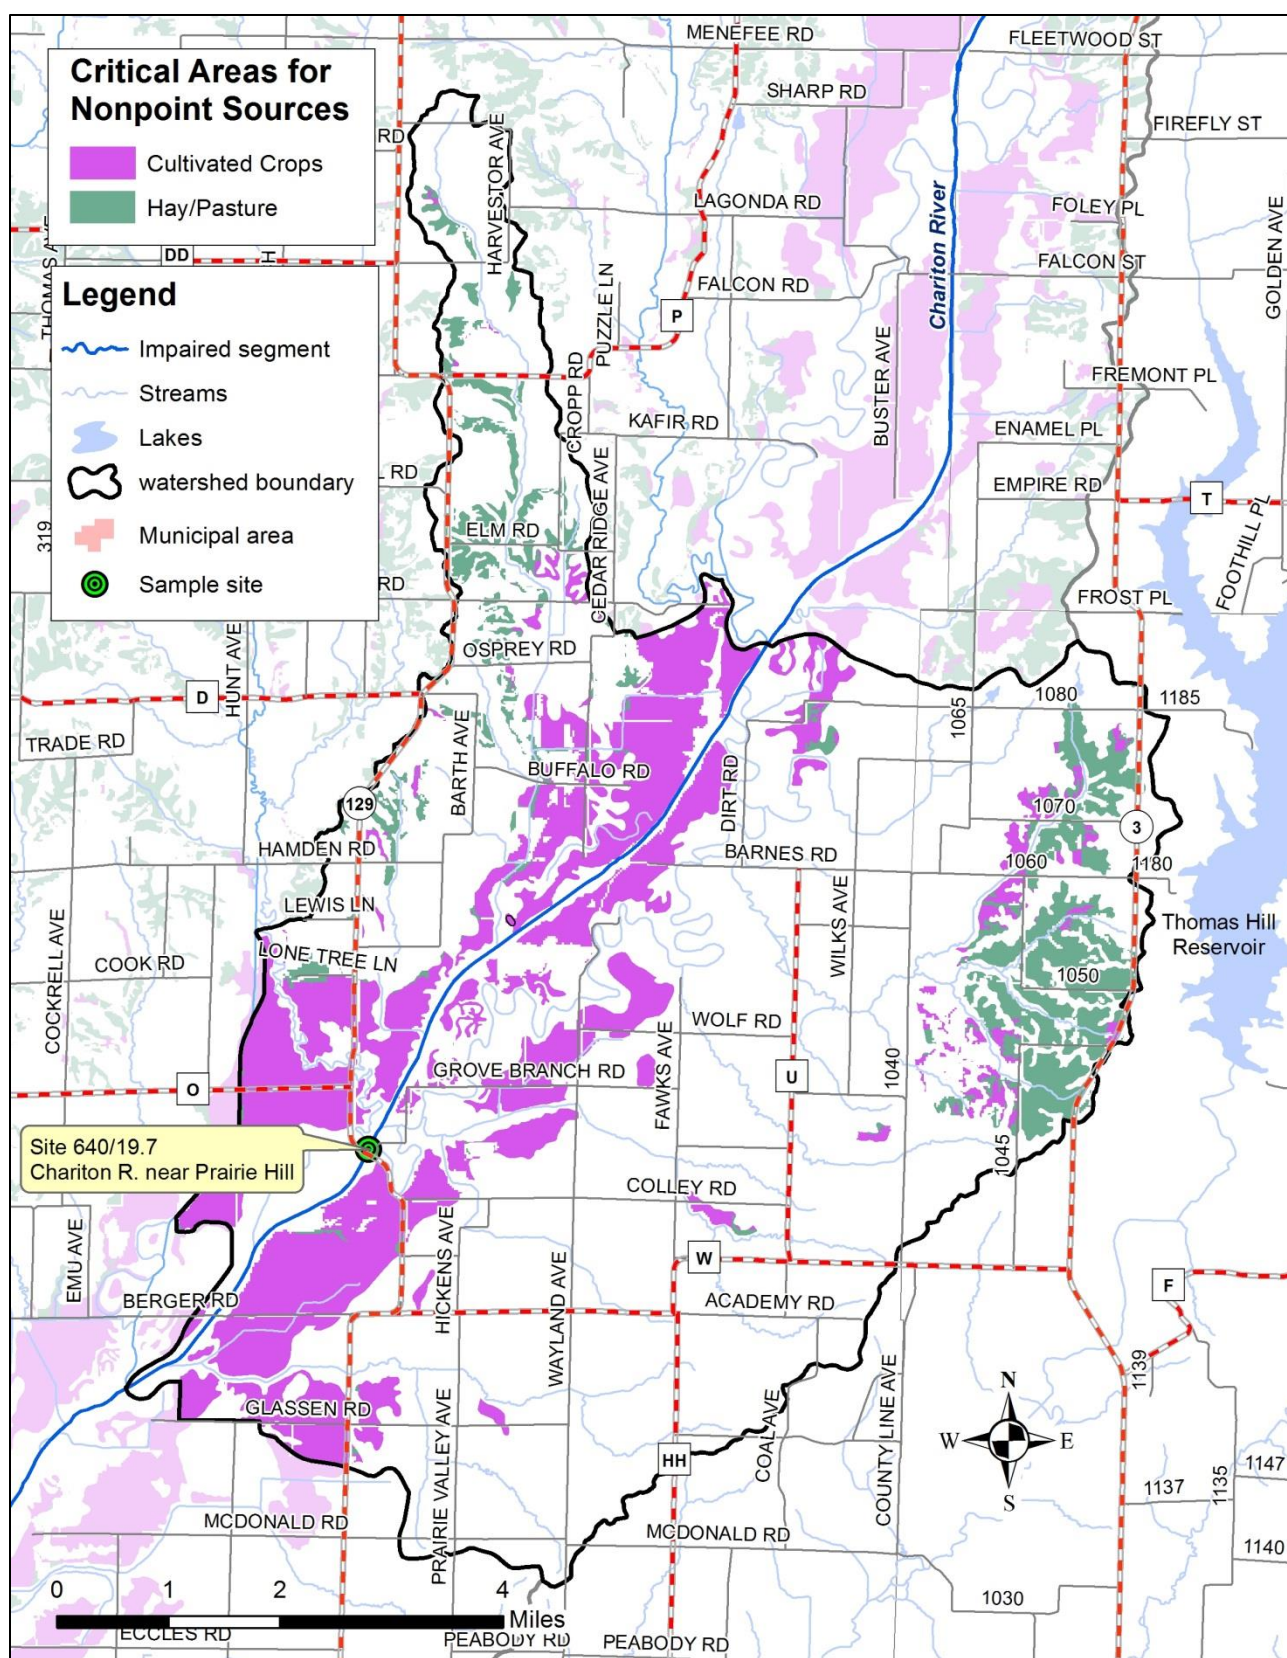 MENEFEE RD
FLEETWOOD ST
Critical Areas for
Nonpoint Sources
Cultivated Crops
Hay/Pasture
SHARP RD
FIREFLY ST
RD
HARVESTOR AVE
LAGONDA RD
FOLEY PL
Chariton River
GOLDEN AVE
THOMAS AVE
DD
H
FALCON ST
FALCON RD
PUZZLE LN
P
Legend
Impaired segment
Streams
Lakes
watershed boundary
Municipal area
Sample site
BUSTER AVE
FREMONT PL
CROPP RD
KAFIR RD
ENAMEL PL
L RD
EMPIRE RD
T
319
ELM RD
CEDAR RIDGE AVE
FOOTHILL PL
RD
FROST PL
HUNT AVE
OSPREY RD
D
1065
1080
1185
TRADE RD
BARTH AVE
BUFFALO RD
DIRT RD
129
1070
3
HAMDEN RD
BARNES RD
1060
1180
LEWIS LN
COCKRELL AVE
LONE TREE LN
COOK RD
WILKS AVE
Thomas Hill
Reservoir
1050
WOLF RD
FAWKS AVE
GROVE BRANCH RD
1040
O
U
Site 640/19.7
Chariton R. near Prairie Hill
1045
COLLEY RD
EMU AVE
HICKENS AVE
WAYLAND AVE
W
F
BERGER RD
ACADEMY RD
1139
COUNTY LINE AVE
GLASSEN RD
PRAIRIE VALLEY AVE
COAL AVE
N
W
E
S
HH
1147
1137
1135
MCDONALD RD
MCDONALD RD
1140
0
1
2
4
Miles
1030
ECCLES RD
PEABODY RD
PEABODY RD